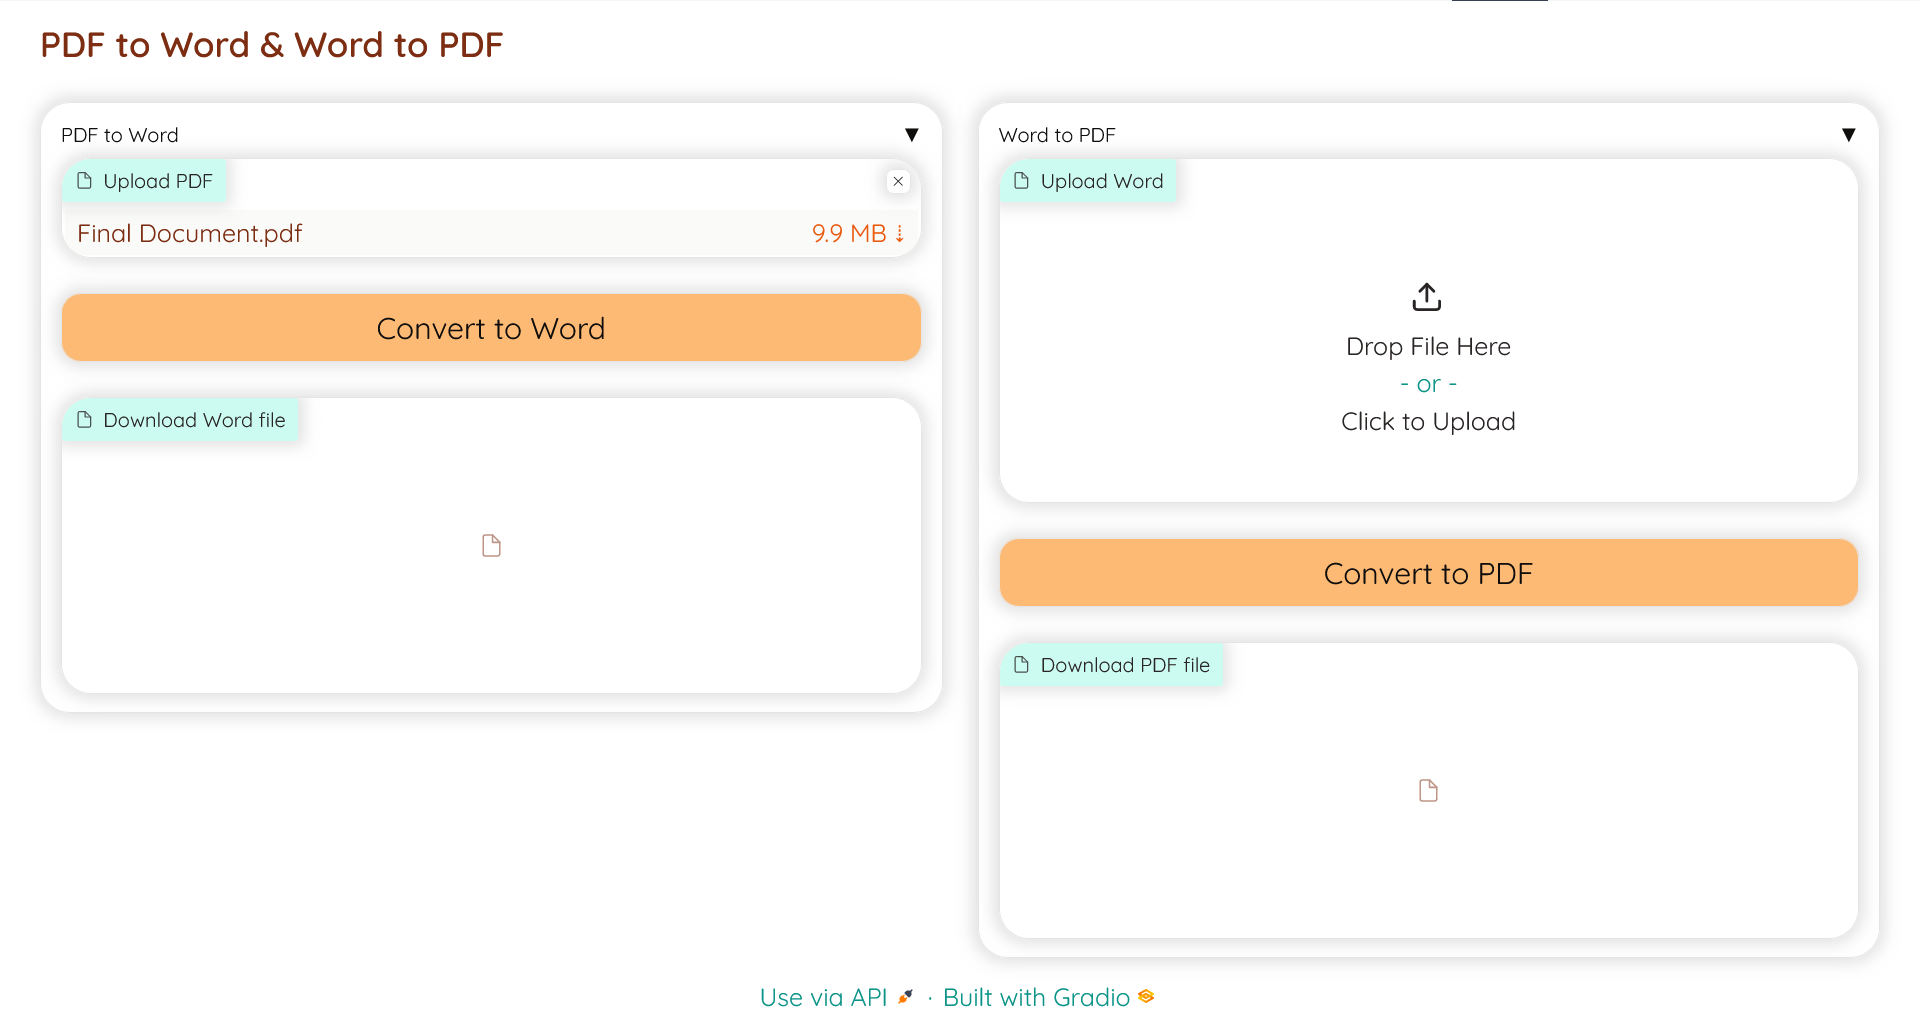 PDF to Word & Word to PDF
PDF to Word
Upload PDF
Final Document.pdf 9.9 MB ⇣
Convert to Word
Download Word file
Word to PDF
Upload Word
Drop File Here
- or -
Click to Upload
Convert to PDF
Download PDF file
Use via API 🚀 · Built with Gradio